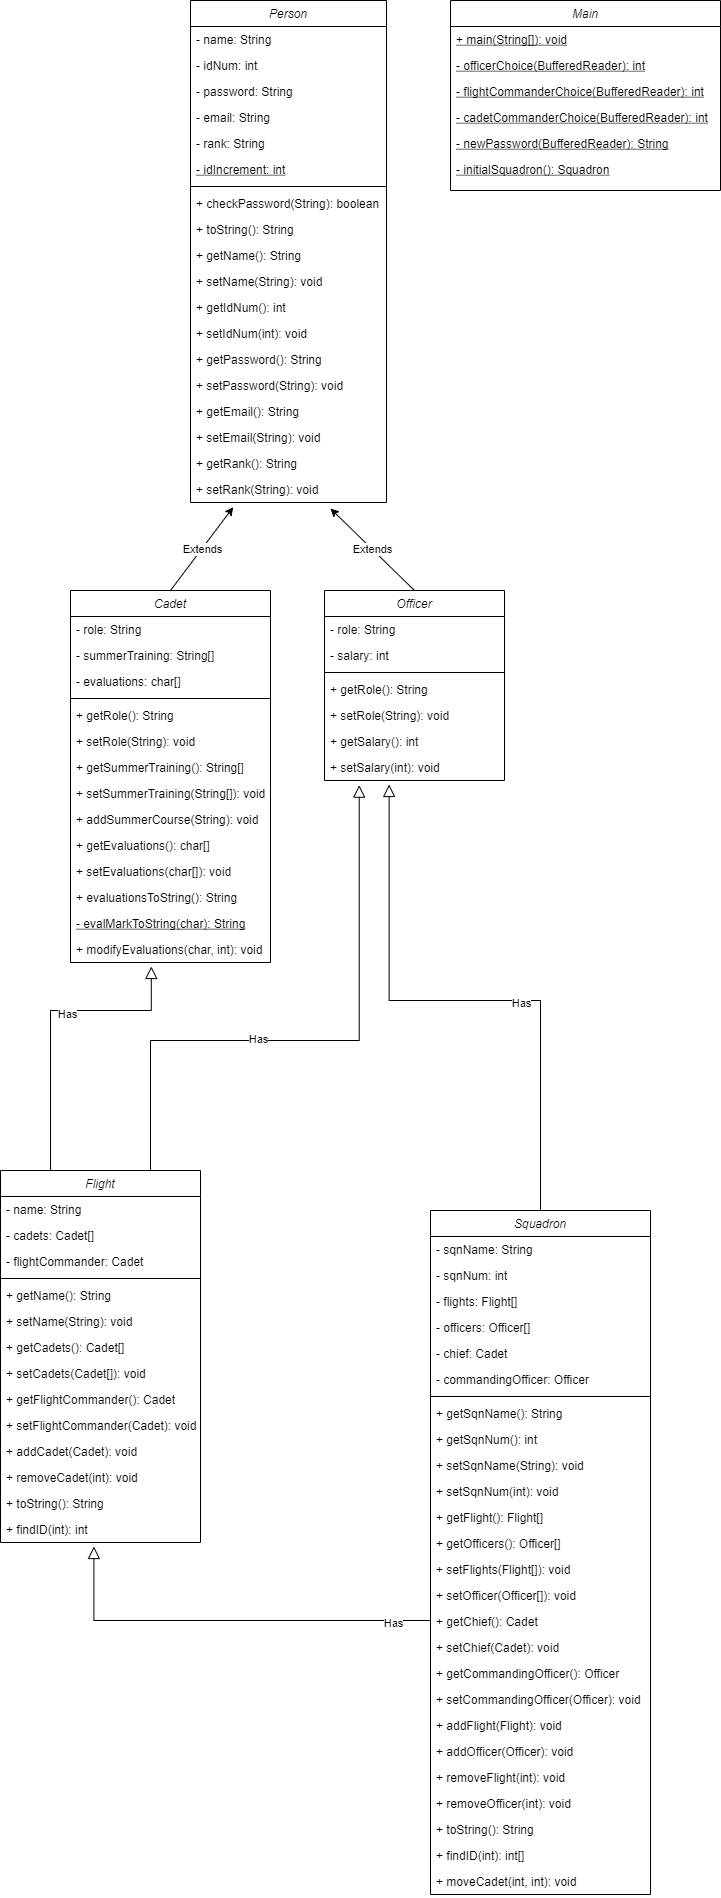 Person
- name: String
- idNum: int
- password: String
- email: String
- rank: String
- idIncrement: int
+ checkPassword(String): boolean
+ toString(): String
+ getName(): String
+ setName(String): void
+ getIdNum(): int
+ setIdNum(int): void
+ getPassword(): String
+ setPassword(String): void
+ getEmail(): String
+ setEmail(String): void
+ getRank(): String
+ setRank(String): void
Main
+ main(String[]): void
- officerChoice(BufferedReader): int
- flightCommanderChoice(BufferedReader): int
- cadetCommanderChoice(BufferedReader): int
- newPassword(BufferedReader): String
- initialSquadron(): Squadron
Extends
Extends
Cadet
- role: String
- summerTraining: String[]
- evaluations: char[]
+ getRole(): String
+ setRole(String): void
+ getSummerTraining(): String[]
+ setSummerTraining(String[]): void
+ addSummerCourse(String): void
+ getEvaluations(): char[]
+ setEvaluations(char[]): void
+ evaluationsToString(): String
- evalMarkToString(char): String
+ modifyEvaluations(char, int): void
Officer
- role: String
- salary: int
+ getRole(): String
+ setRole(String): void
+ getSalary(): int
+ setSalary(int): void
Has
Has
Has
Flight
- name: String
- cadets: Cadet[]
- flightCommander: Cadet
+ getName(): String
+ setName(String): void
+ getCadets(): Cadet[]
+ setCadets(Cadet[]): void
+ getFlightCommander(): Cadet
+ setFlightCommander(Cadet): void
+ addCadet(Cadet): void
+ removeCadet(int): void
+ toString(): String
+ findID(int): int
Has
Squadron
- sqnName: String
- sqnNum: int
- flights: Flight[]
- officers: Officer[]
- chief: Cadet
- commandingOfficer: Officer
+ getSqnName(): String
+ getSqnNum(): int
+ setSqnName(String): void
+ setSqnNum(int): void
+ getFlight(): Flight[]
+ getOfficers(): Officer[]
+ setFlights(Flight[]): void
+ setOfficer(Officer[]): void
+ getChief(): Cadet
+ setChief(Cadet): void
+ getCommandingOfficer(): Officer
+ setCommandingOfficer(Officer): void
+ addFlight(Flight): void
+ addOfficer(Officer): void
+ removeFlight(int): void
+ removeOfficer(int): void
+ toString(): String
+ findID(int): int[]
+ moveCadet(int, int): void